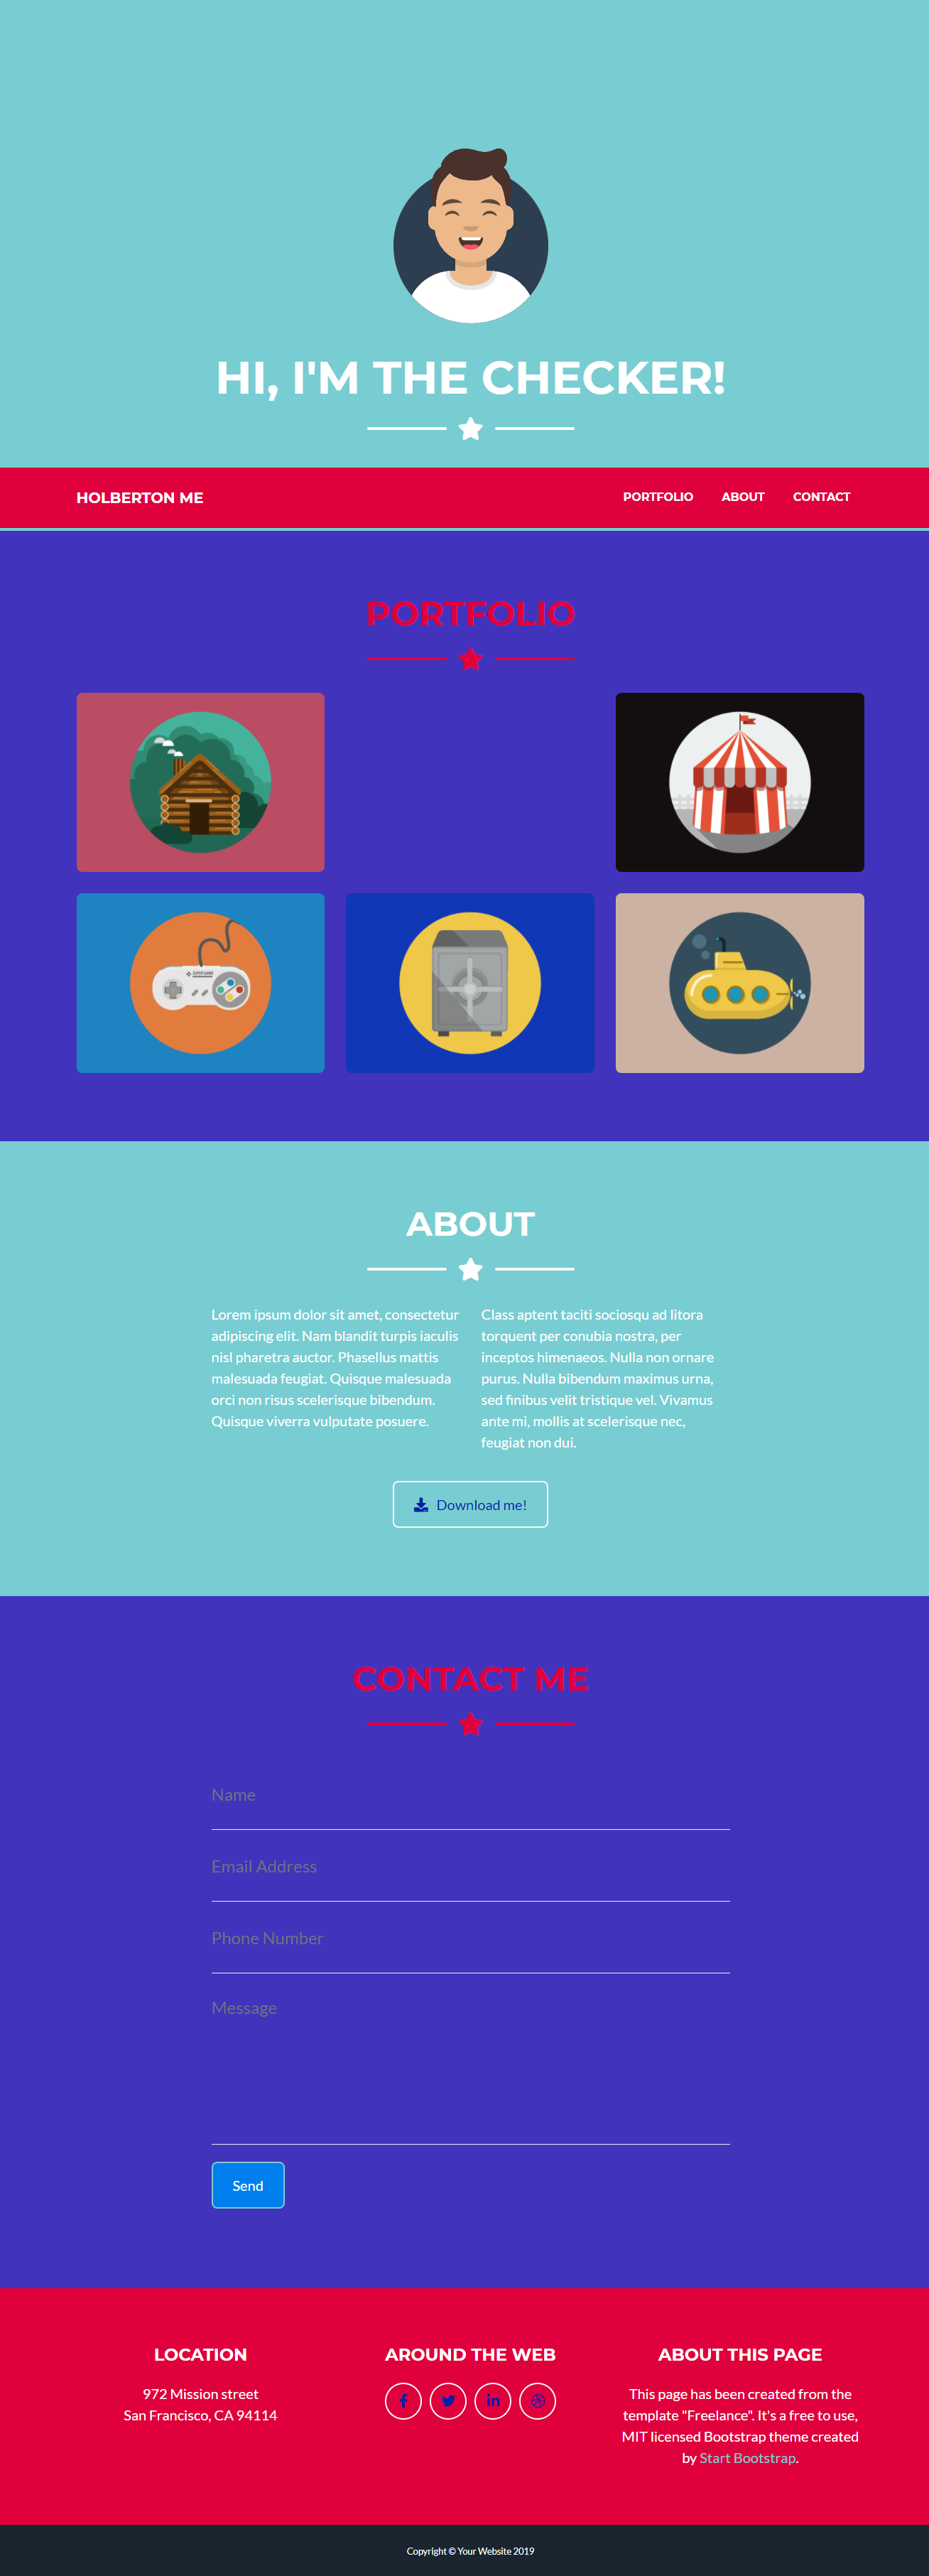 HI, I'M THE CHECKER!
HOLBERTON ME
PORTFOLIO ABOUT CONTACT
PORTFOLIO
ABOUT
Lorem ipsum dolor sit amet, consectetur
adipiscing elit. Nam blandit turpis iaculis
nisl pharetra auctor. Phasellus mattis
malesuada feugiat. Quisque malesuada
orci non risus scelerisque bibendum.
Quisque viverra vulputate posuere.
Class aptent taciti sociosqu ad litora
torquent per conubia nostra, per
inceptos himenaeos. Nulla non ornare
purus. Nulla bibendum maximus urna,
sed finibus velit tristique vel. Vivamus
ante mi, mollis at scelerisque nec,
feugiat non dui.
Download me!
CONTACT ME
Name
Email Address
Phone Number
Message
Send
LOCATION
972 Mission street
San Francisco, CA 94114
AROUND THE WEB
ABOUT THIS PAGE
This page has been created from the
template "Freelance". It's a free to use,
MIT licensed Bootstrap theme created
by Start Bootstrap.
Copyright © Your Website 2019